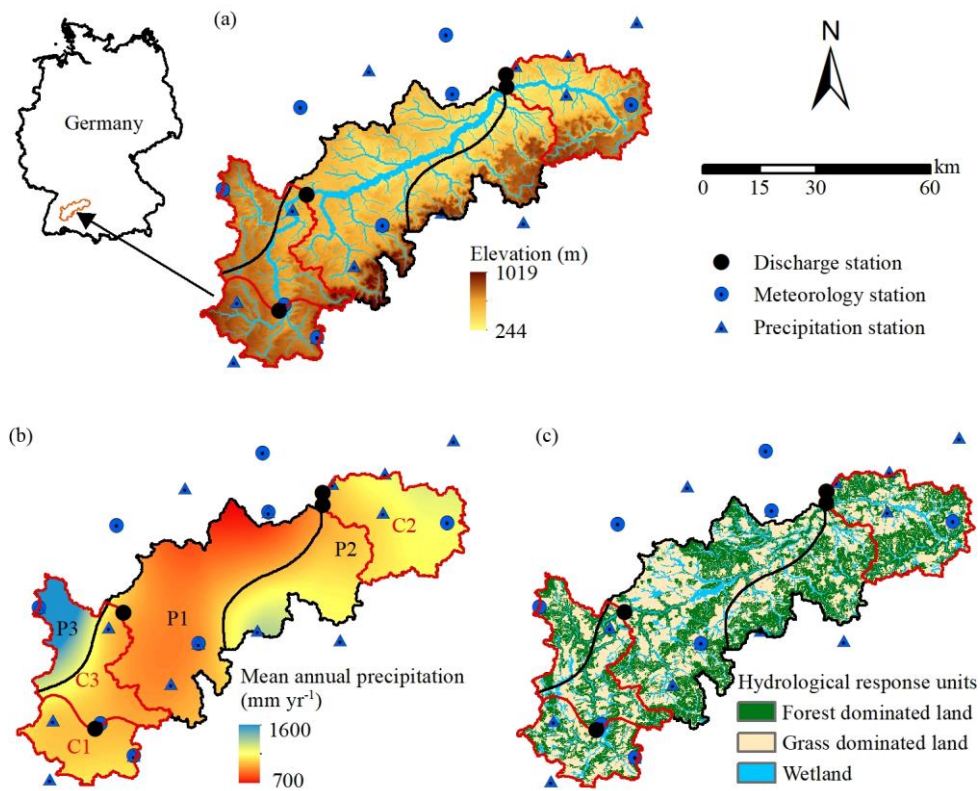 (a)
Germany
N
km
0 15 30 60
Elevation (m)
1019
244
Discharge station
Meteorology station
Precipitation station
(b)
C2
P2
P3
P1
C3
C1
Mean annual precipitation
(mm yr⁻¹)
1600
700
(c)
Hydrological response units
Forest dominated land
Grass dominated land
Wetland